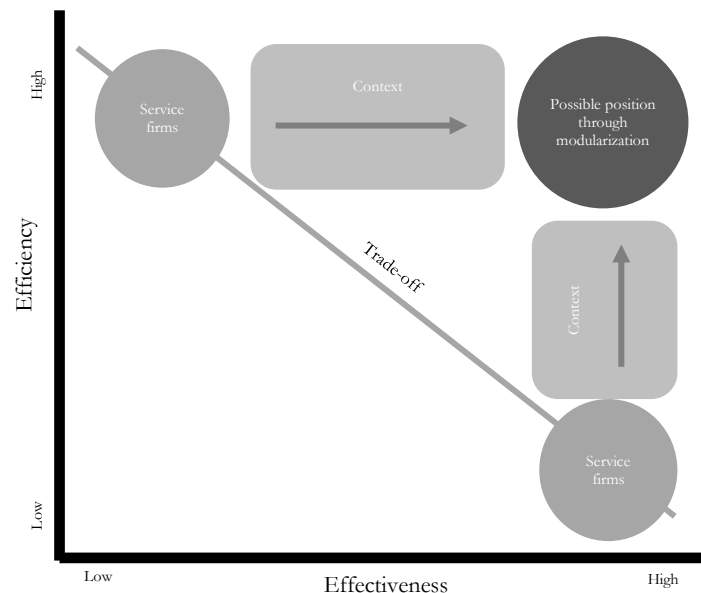 High
Service
firms
Context
Possible position
through
modularization
Efficiency
Trade-off
Context
Service
firms
Low
Low
Effectiveness
High